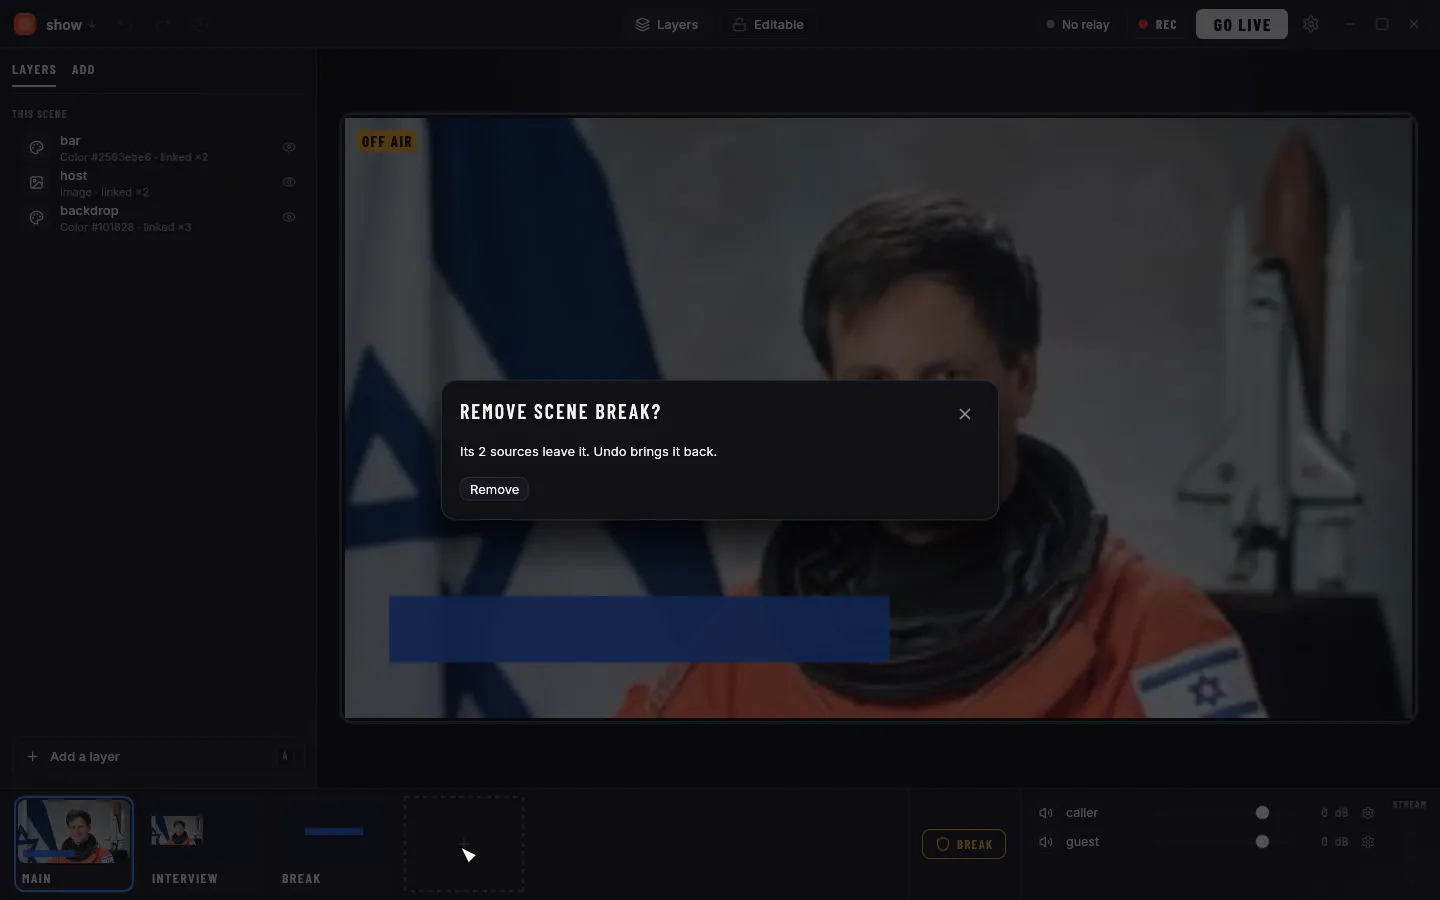 show
Layers
Editable
No relay
REC
GO LIVE
LAYERS
ADD
THIS SCENE
bar
Color #2563ebe6 · linked ×2
host
Image · linked ×2
backdrop
Color #101828 · linked ×3
OFF AIR
REMOVE SCENE BREAK?
Its 2 sources leave it. Undo brings it back.
Remove
Add a layer
A
MAIN
INTERVIEW
BREAK
BREAK
caller
0 dB
guest
0 dB
STREAM